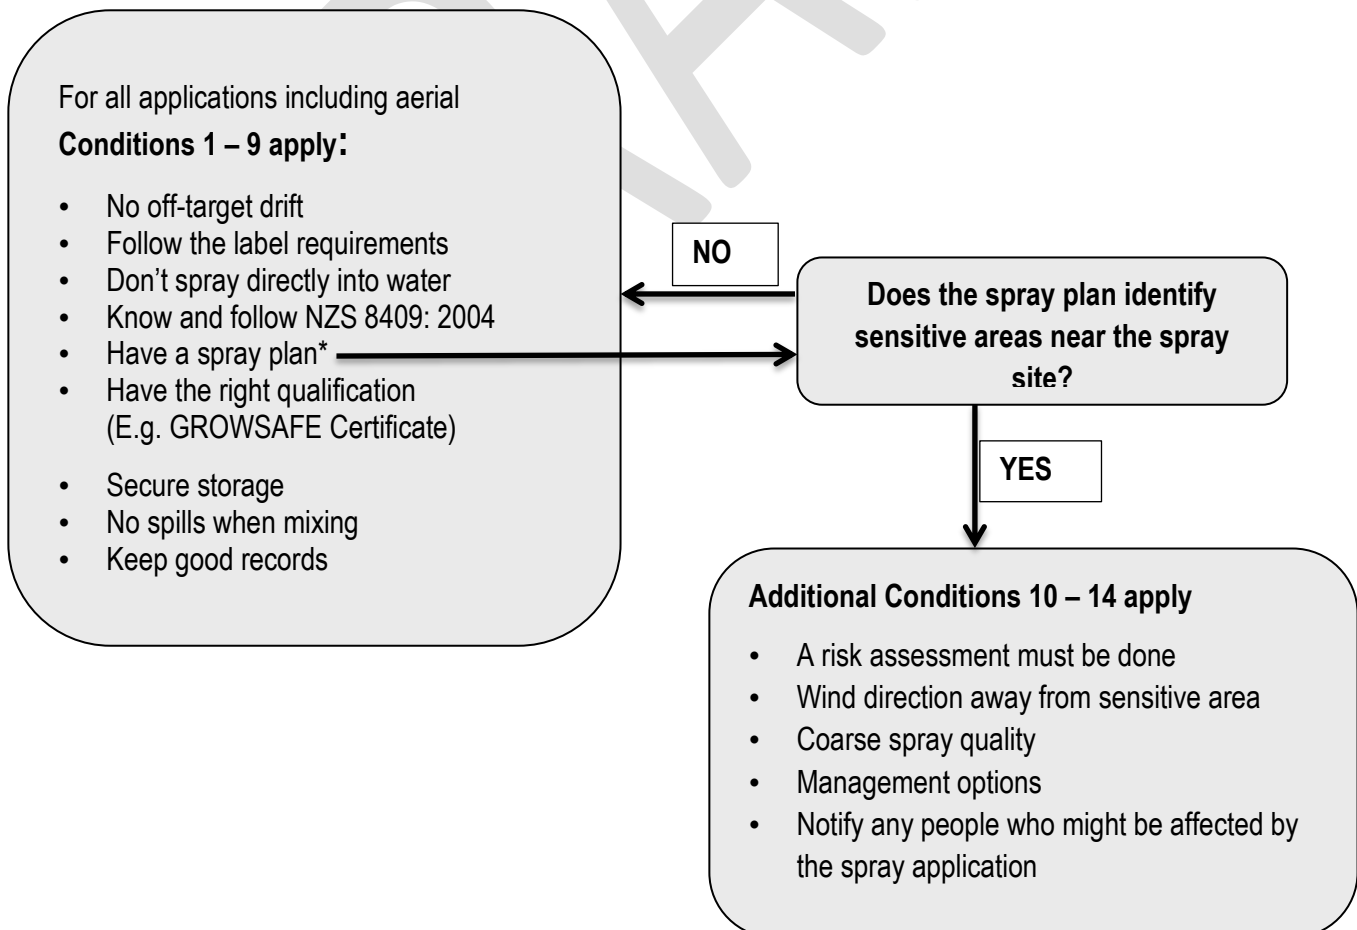 For all applications including aerial
Conditions 1 – 9 apply:
• No off-target drift
• Follow the label requirements
• Don’t spray directly into water
• Know and follow NZS 8409: 2004
• Have a spray plan*
• Have the right qualification
(E.g. GROWSAFE Certificate)
• Secure storage
• No spills when mixing
• Keep good records
NO
Does the spray plan identify
sensitive areas near the spray
site?
YES
Additional Conditions 10 – 14 apply
• A risk assessment must be done
• Wind direction away from sensitive area
• Coarse spray quality
• Management options
• Notify any people who might be affected by
the spray application